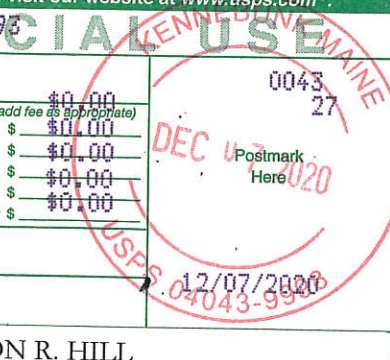 visit our website at www.usps.com
CIAL USE
KENNEBUNK, MAINE
0043
27
$0.00
add fee as appropriate)
$ $0.00
$ $0.00
$ $0.00
$ $0.00
DEC 07 2020
Postmark
Here
12/07/2020
USPS 04043-9998
ON R. HILL